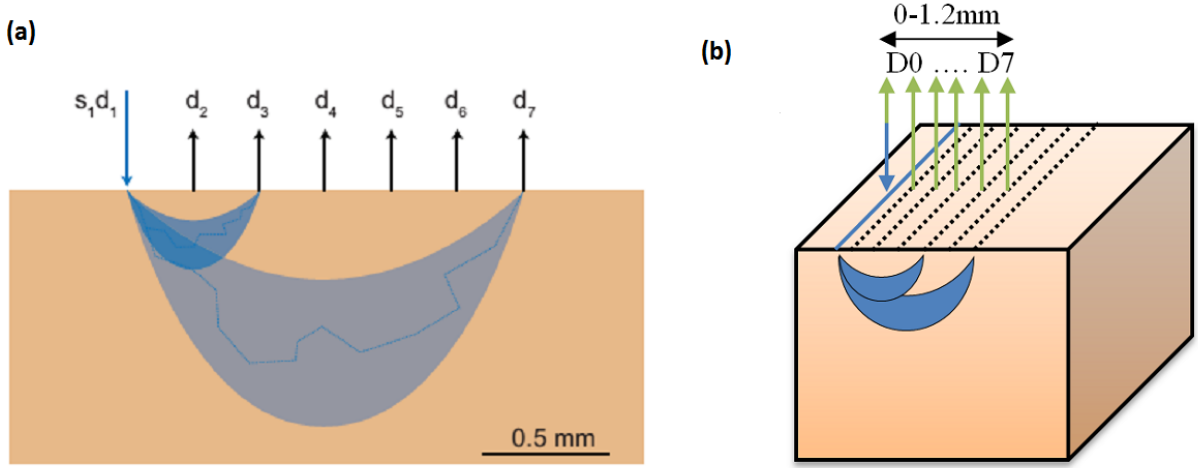 (a)
s₁d₁ d₂ d₃ d₄ d₅ d₆ d₇
0.5 mm
(b)
0-1.2mm
D0 .... D7